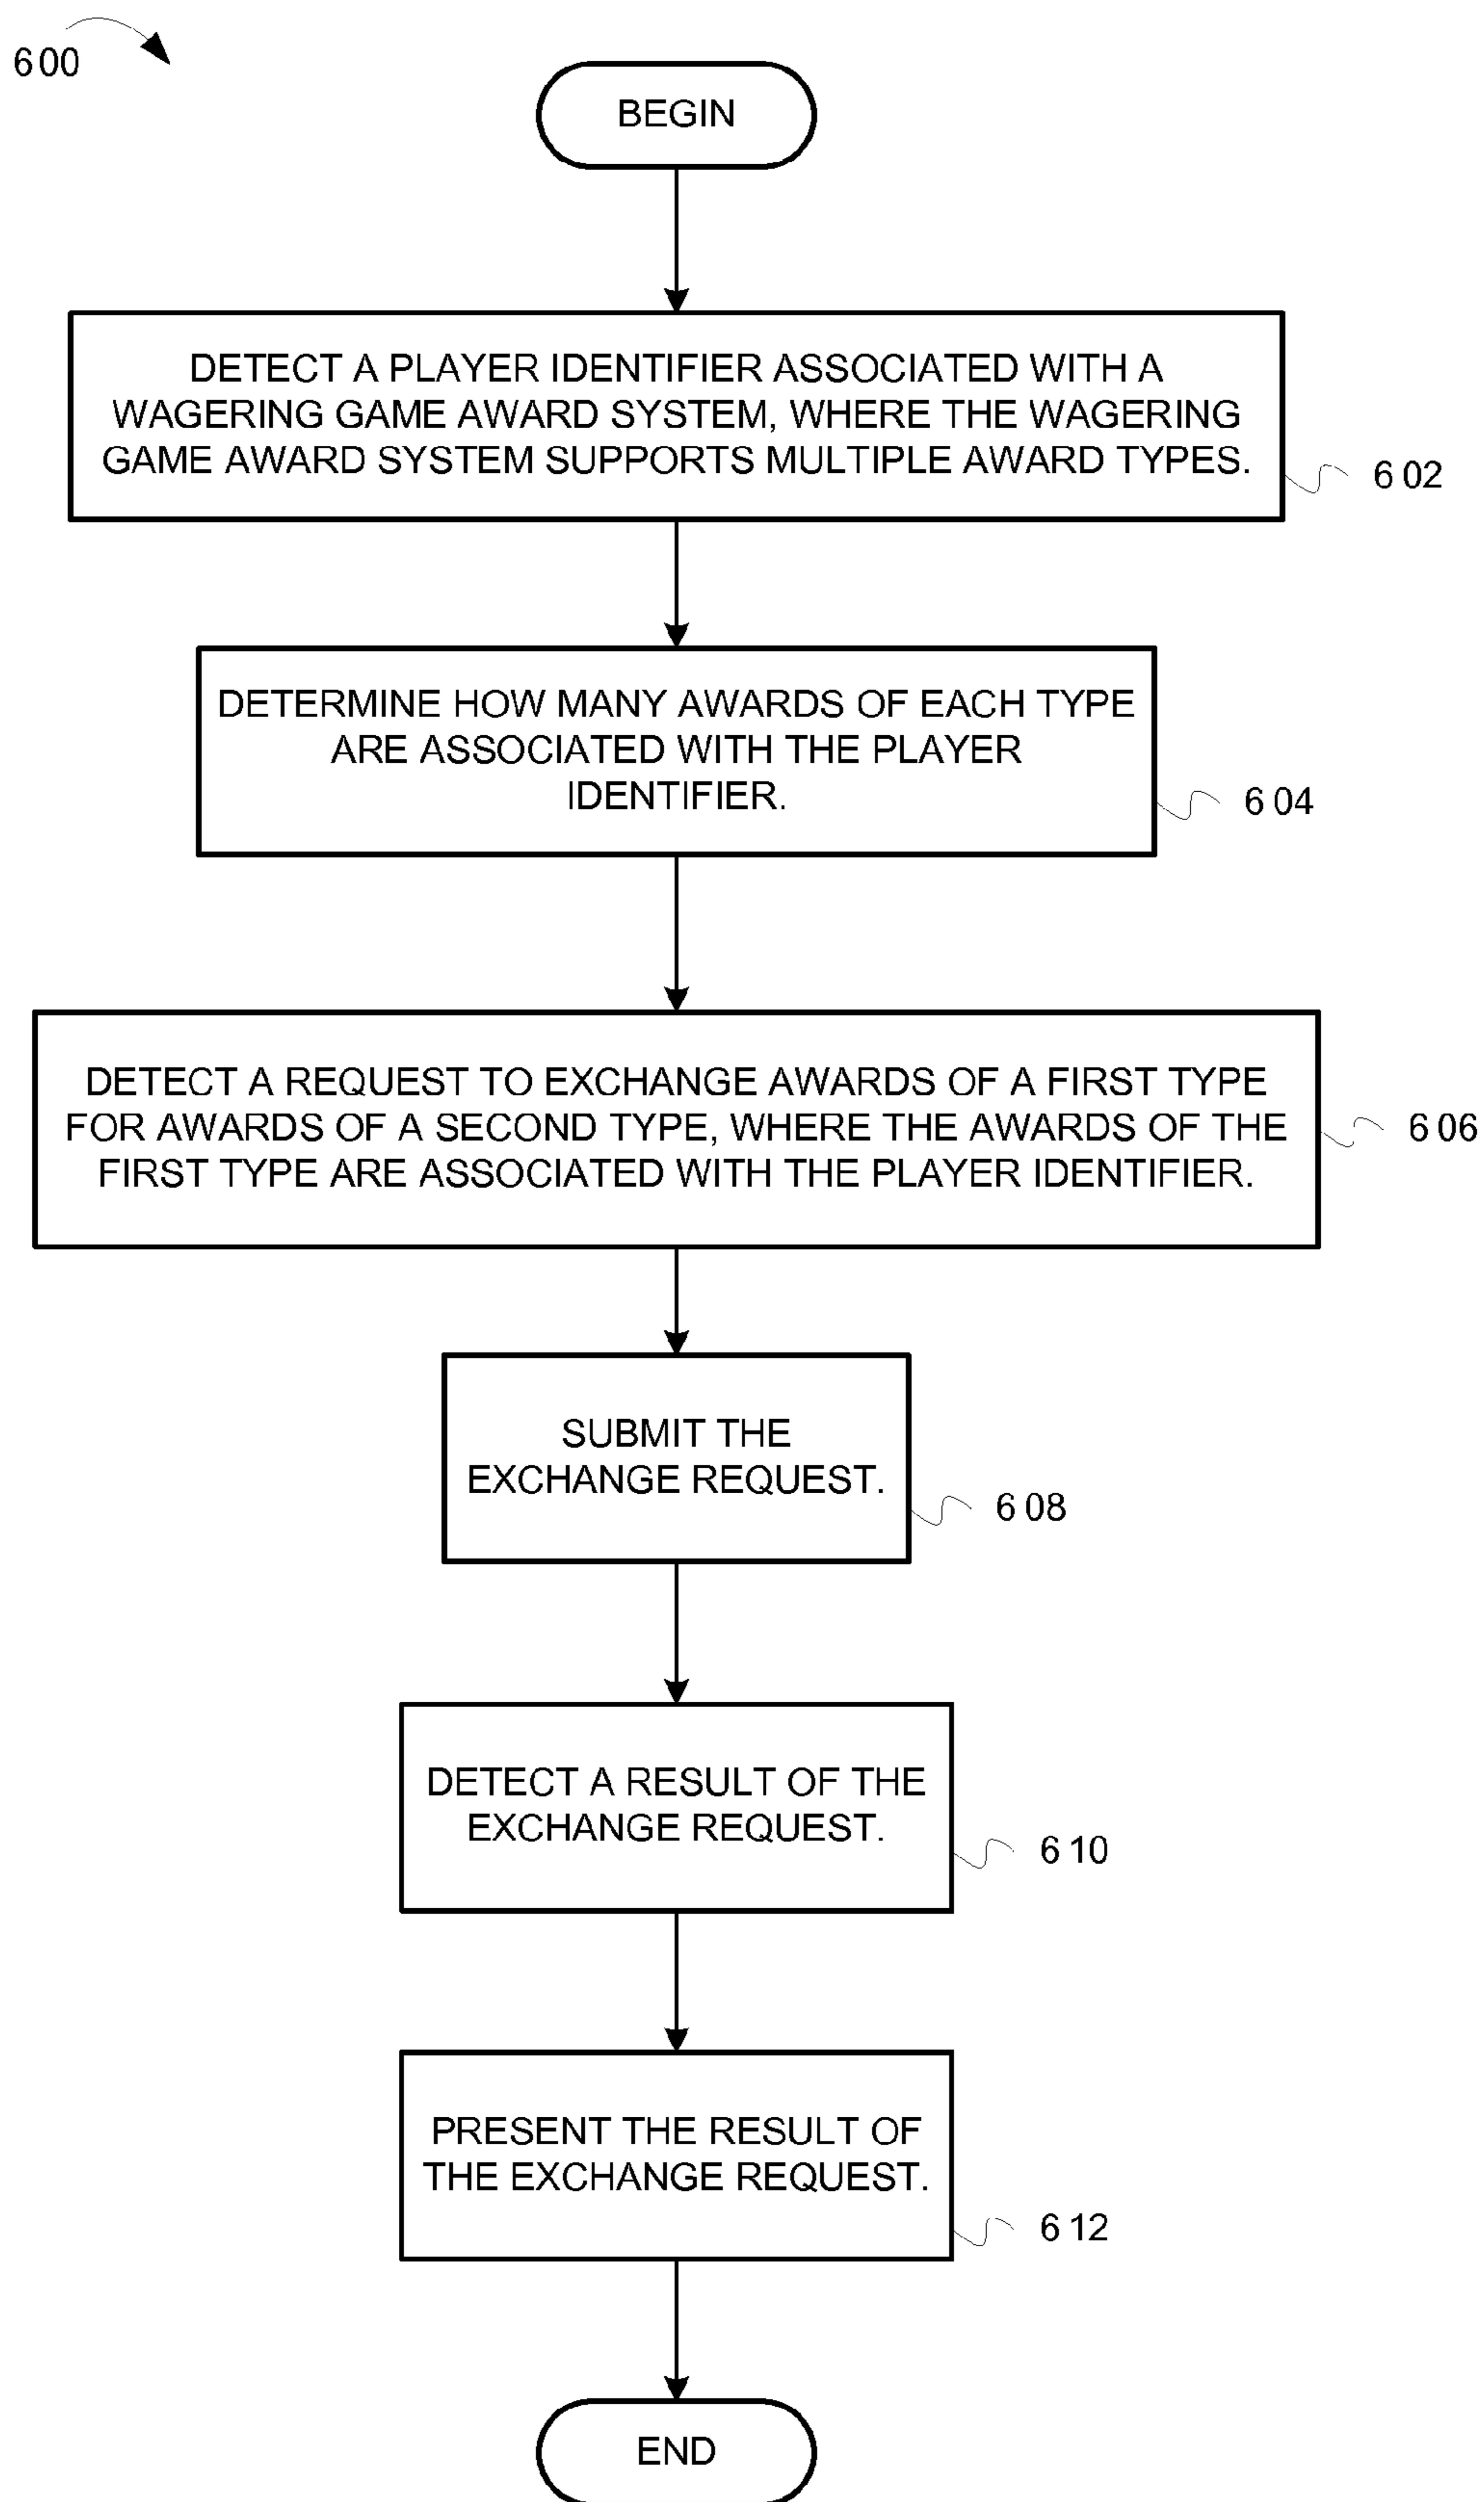 600
BEGIN
DETECT A PLAYER IDENTIFIER ASSOCIATED WITH A
WAGERING GAME AWARD SYSTEM, WHERE THE WAGERING
GAME AWARD SYSTEM SUPPORTS MULTIPLE AWARD TYPES.
602
DETERMINE HOW MANY AWARDS OF EACH TYPE
ARE ASSOCIATED WITH THE PLAYER
IDENTIFIER.
604
DETECT A REQUEST TO EXCHANGE AWARDS OF A FIRST TYPE
FOR AWARDS OF A SECOND TYPE, WHERE THE AWARDS OF THE
FIRST TYPE ARE ASSOCIATED WITH THE PLAYER IDENTIFIER.
606
SUBMIT THE
EXCHANGE REQUEST.
608
DETECT A RESULT OF THE
EXCHANGE REQUEST.
610
PRESENT THE RESULT OF
THE EXCHANGE REQUEST.
612
END